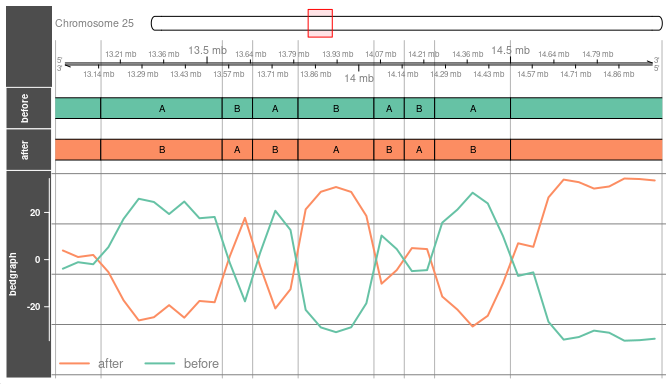 Chromosome 25
13.21 mb 13.36 mb 13.5 mb 13.64 mb 13.79 mb 13.93 mb 14.07 mb 14.21 mb 14.36 mb 14.5 mb 14.64 mb 14.79 mb
5' 3' 3' 5'
13.14 mb 13.29 mb 13.43 mb 13.57 mb 13.71 mb 13.86 mb 14 mb 14.14 mb 14.29 mb 14.43 mb 14.57 mb 14.71 mb 14.86 mb
before A B A B A B A
after B A B A B A B
bedgraph
20
0
-20
after before